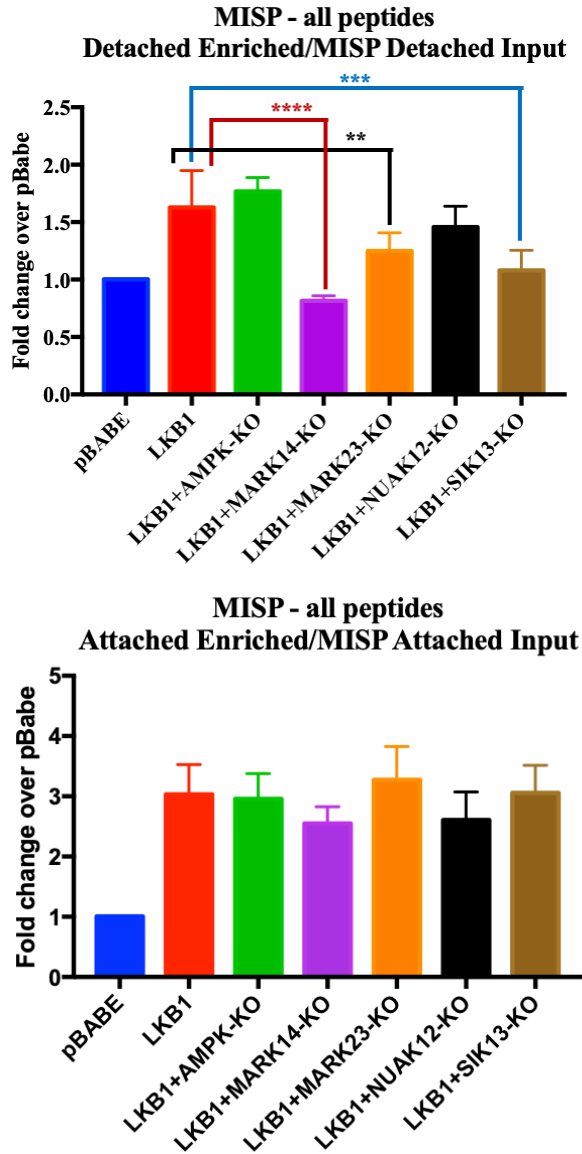 MISP - all peptides
Detached Enriched/MISP Detached Input
***
****
**
Fold change over pBabe
2.5
2.0
1.5
1.0
0.5
0.0
pBABE
LKB1
LKB1+AMPK-KO
LKB1+MARK14-KO
LKB1+MARK23-KO
LKB1+NUAK12-KO
LKB1+SIK13-KO
MISP - all peptides
Attached Enriched/MISP Attached Input
Fold change over pBabe
5
4
3
2
1
0
pBABE
LKB1
LKB1+AMPK-KO
LKB1+MARK14-KO
LKB1+MARK23-KO
LKB1+NUAK12-KO
LKB1+SIK13-KO